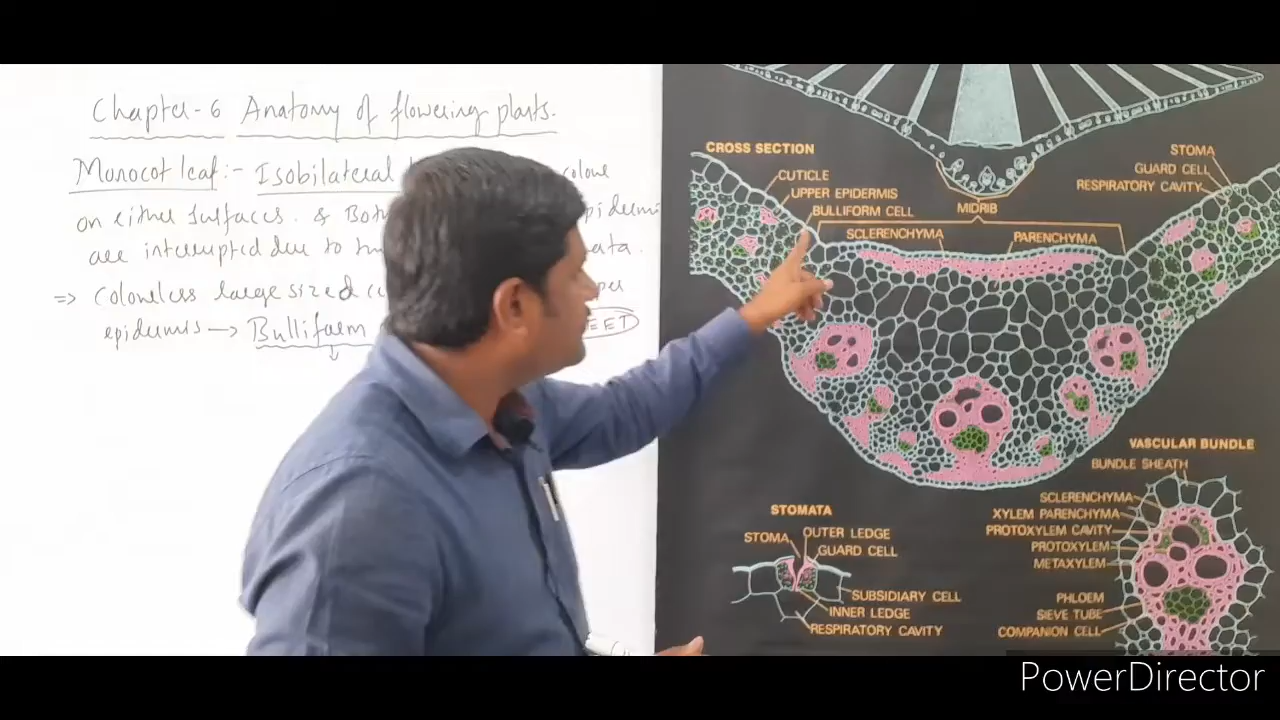 Chapter-6 Anatomy of flowering plants.
Monocot leaf:- Isobilateral
on either surfaces. & Both
are interrupted due to
=> Colourless large sized
epidermis → Bulliform
CROSS SECTION
CUTICLE
UPPER EPIDERMIS
BULLIFORM CELL
SCLERENCHYMA
MIDRIB
PARENCHYMA
STOMA
GUARD CELL
RESPIRATORY CAVITY
STOMATA
STOMA
OUTER LEDGE
GUARD CELL
SUBSIDIARY CELL
INNER LEDGE
RESPIRATORY CAVITY
VASCULAR BUNDLE
BUNDLE SHEATH
SCLERENCHYMA
XYLEM PARENCHYMA
PROTOXYLEM CAVITY
PROTOXYLEM
METAXYLEM
PHLOEM
SIEVE TUBE
COMPANION CELL
PowerDirector